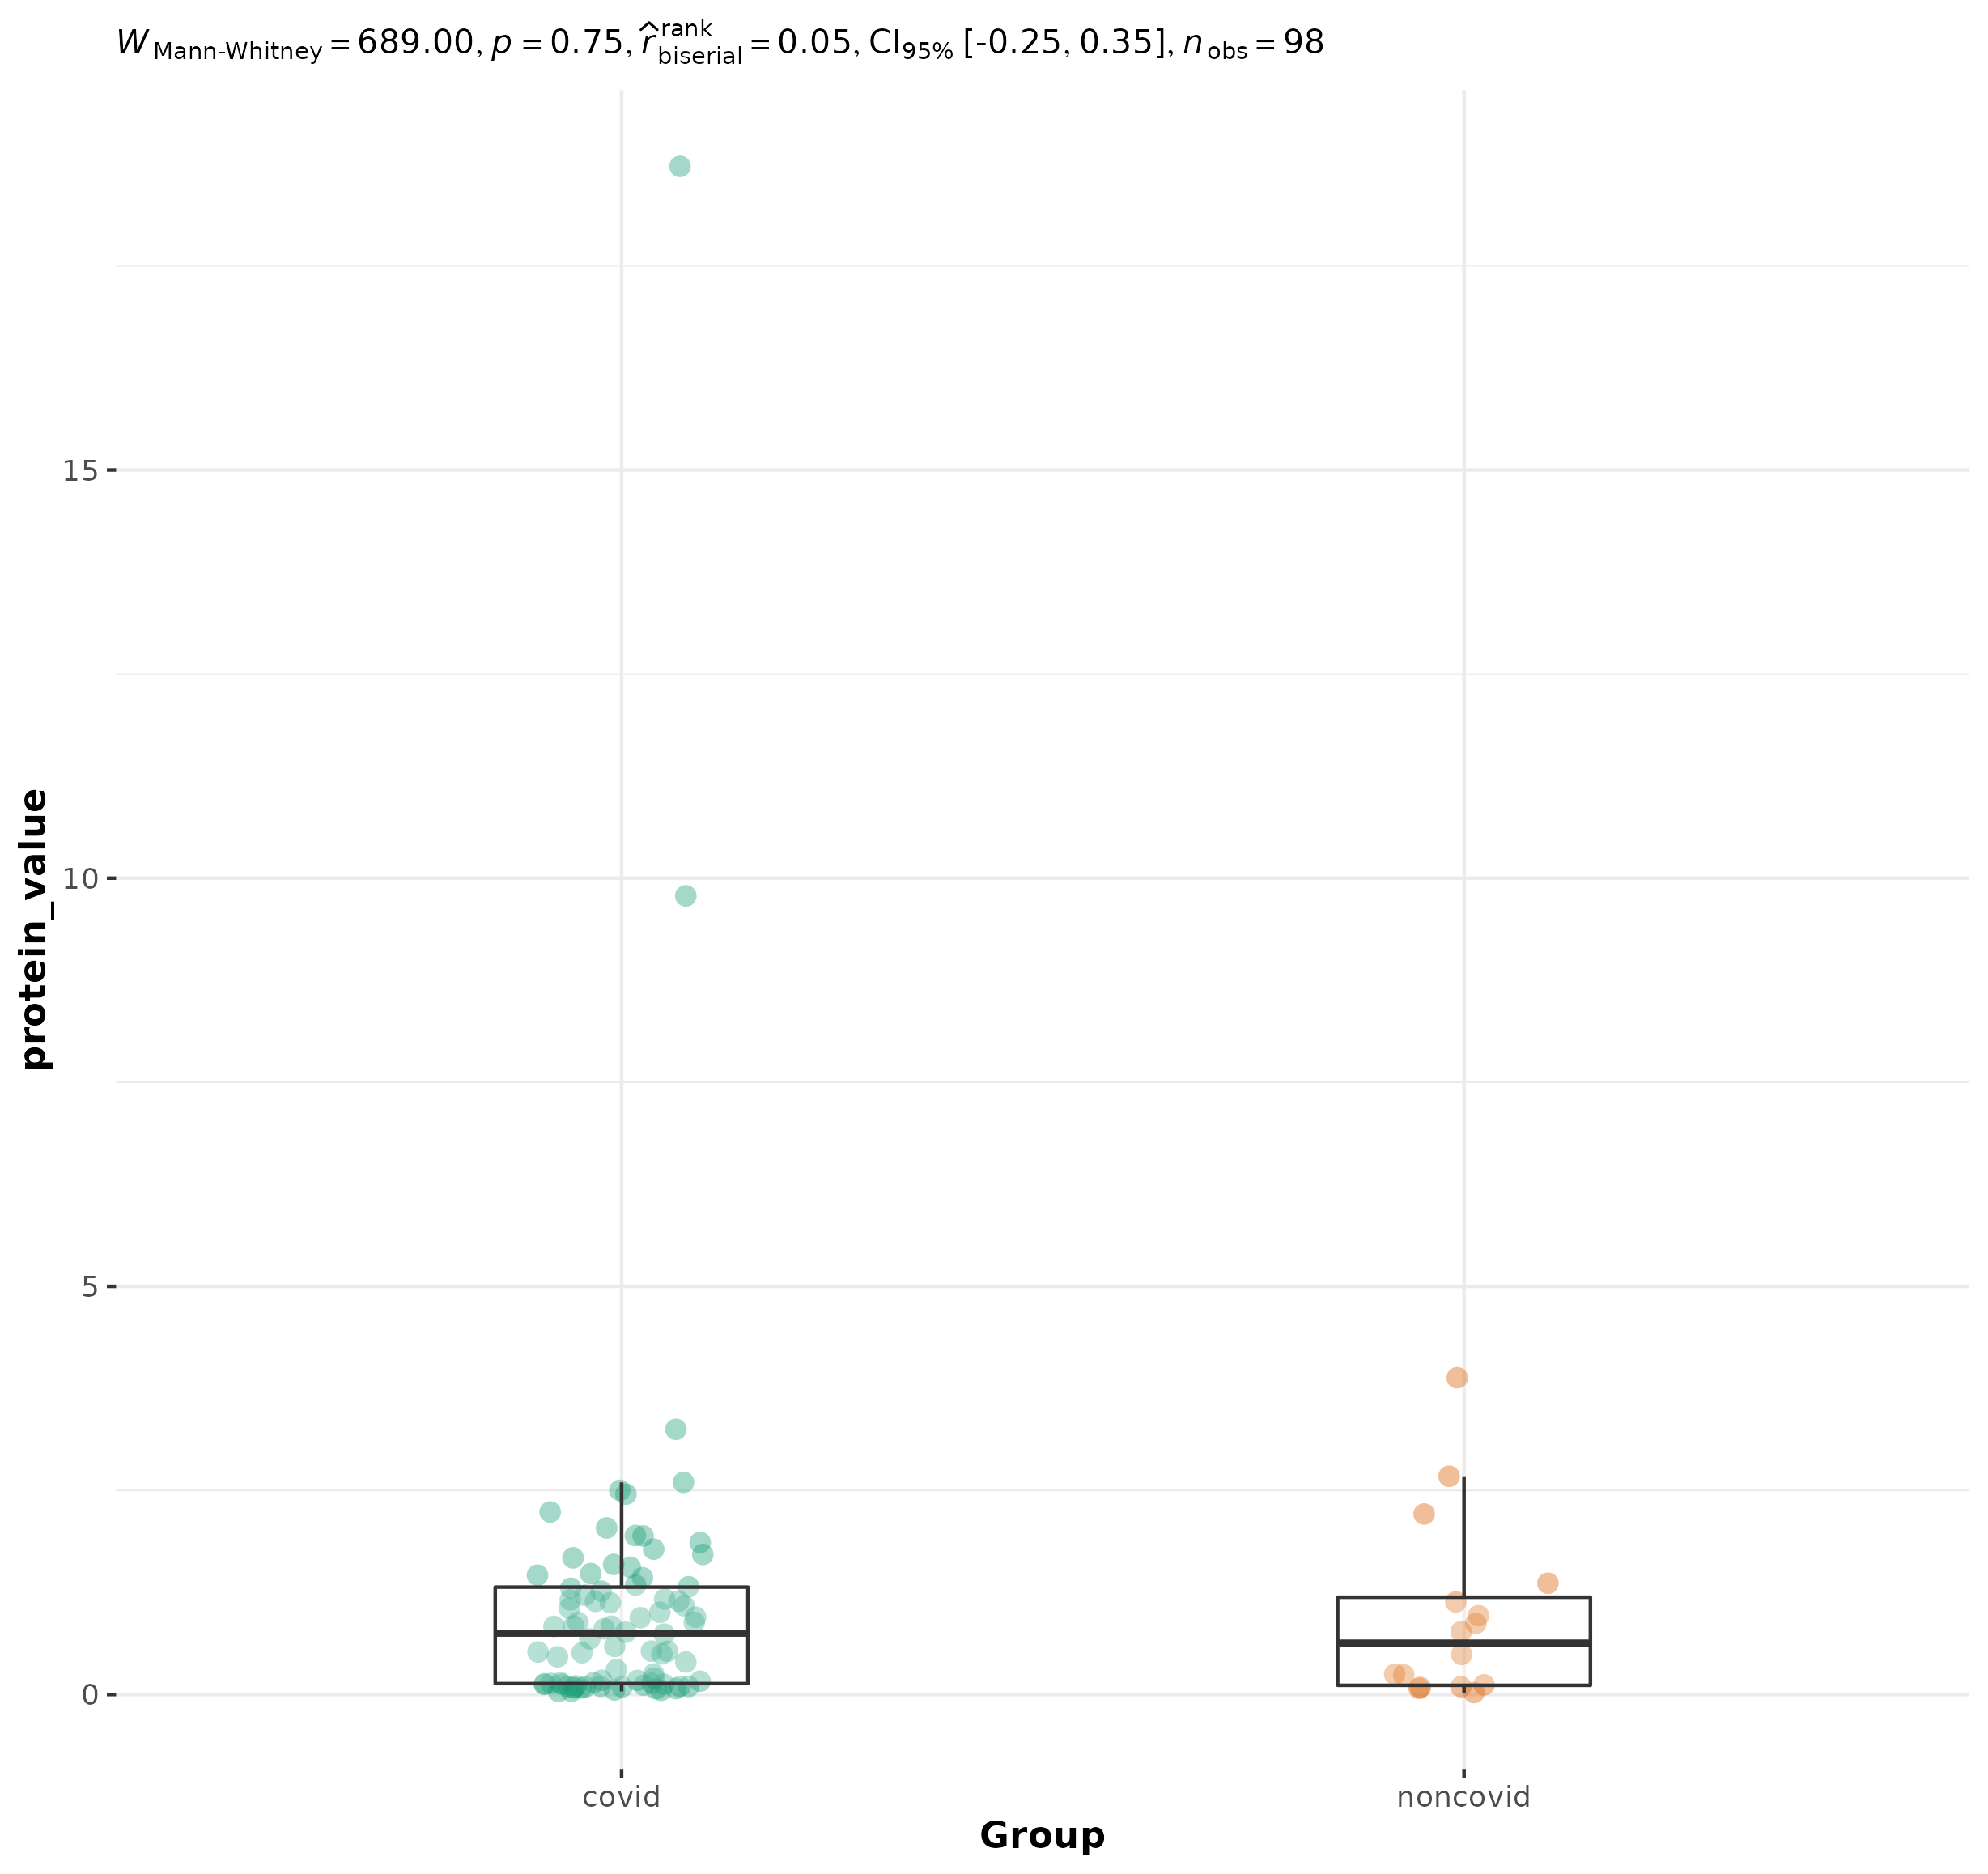 W Mann-Whitney = 689.00, p = 0.75, r̂ rank biserial = 0.05, CI95% [-0.25, 0.35], n obs = 98
15
10
5
0
protein_value
covid noncovid
Group